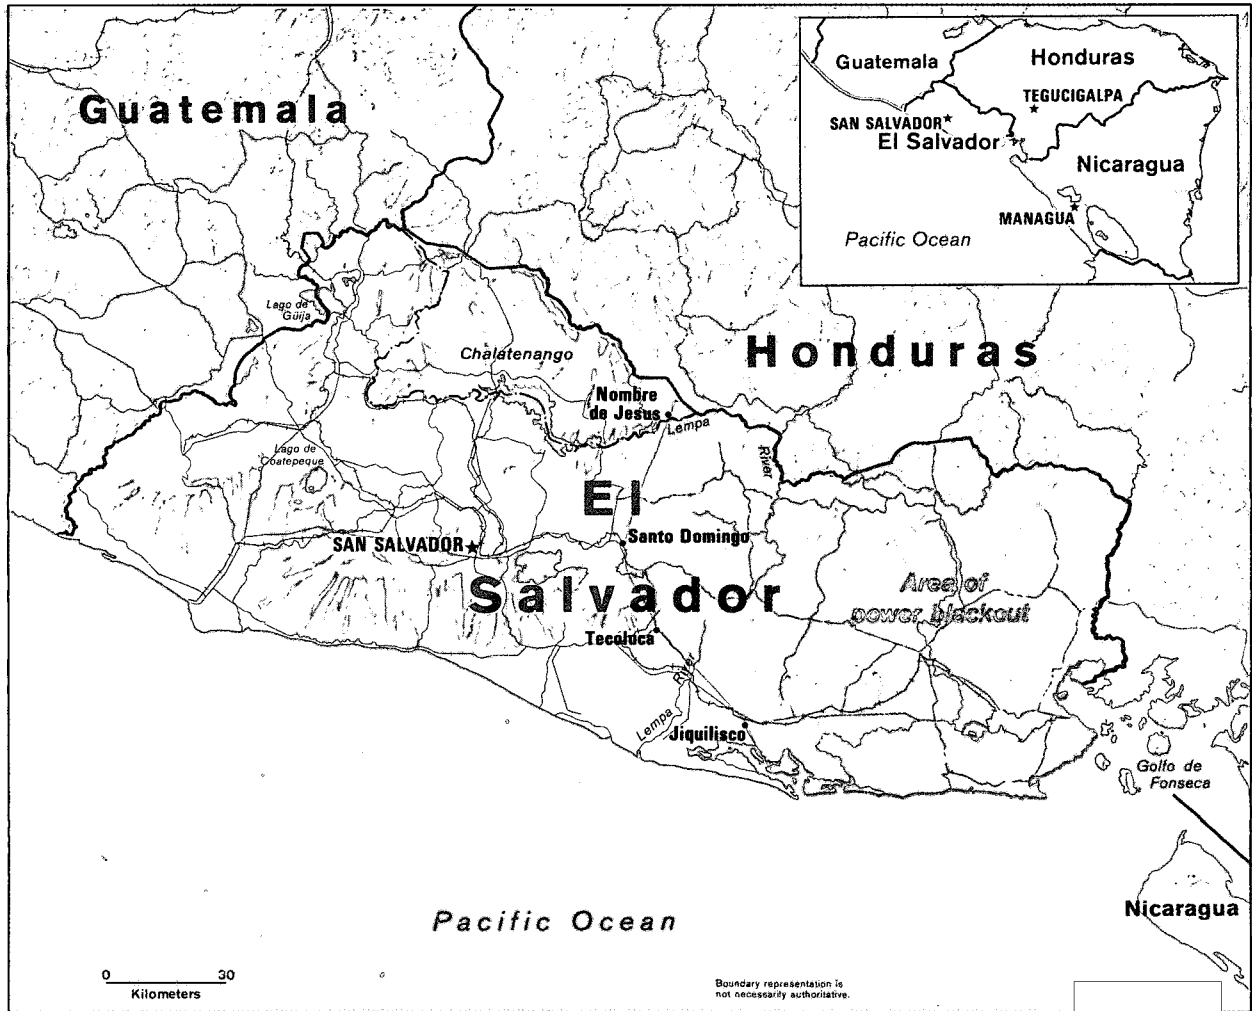 Guatemala
Guatemala
Honduras
TEGUCIGALPA
SAN SALVADOR
El Salvador
Nicaragua
MANAGUA
Pacific Ocean
Lago de
Güija
Chalatenango
Honduras
Nombre
de Jesus
Lempa
River
Lago de
Coatepeque
El
Salvador
SAN SALVADOR
Santo Domingo
Area of
power blackout
Tecoluca
River
Lempa
Jiquilisco
Golfo de
Fonseca
Nicaragua
Pacific Ocean
0 30
Kilometers
Boundary representation is
not necessarily authoritative.